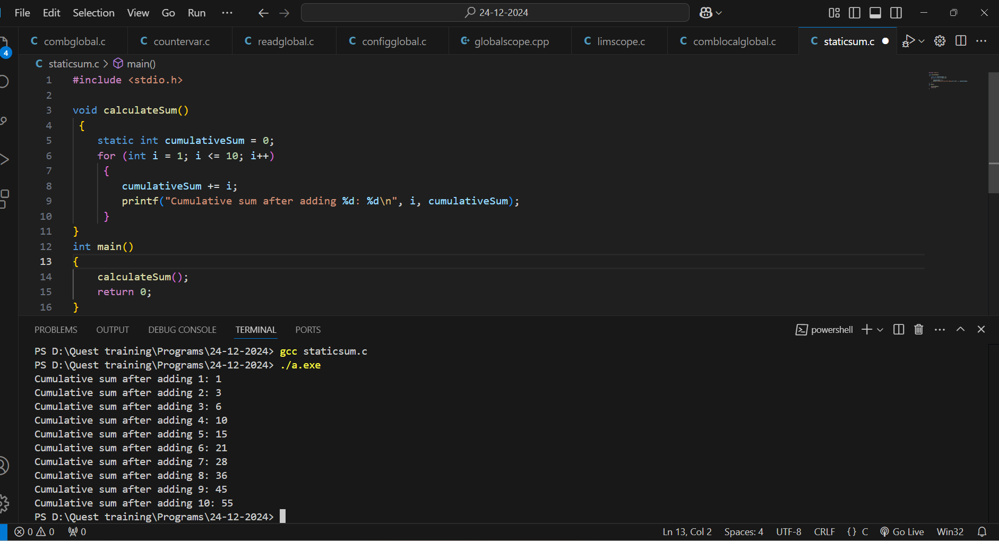 File Edit Selection View Go Run ··· 24-12-2024
combglobal.c countervar.c readglobal.c configglobal.c globalscope.cpp limscope.c comblocalglobal.c staticsum.c
4
C staticsum.c > main()
1 #include <stdio.h>
2
3 void calculateSum()
4  {
5     static int cumulativeSum = 0;
6     for (int i = 1; i <= 10; i++)
7      {
8         cumulativeSum += i;
9         printf("Cumulative sum after adding %d: %d\n", i, cumulativeSum);
10      }
11 }
12 int main()
13 {
14     calculateSum();
15     return 0;
16 }
PROBLEMS OUTPUT DEBUG CONSOLE TERMINAL PORTS powershell
PS D:\Quest training\Programs\24-12-2024> gcc staticsum.c
PS D:\Quest training\Programs\24-12-2024> ./a.exe
Cumulative sum after adding 1: 1
Cumulative sum after adding 2: 3
Cumulative sum after adding 3: 6
Cumulative sum after adding 4: 10
Cumulative sum after adding 5: 15
Cumulative sum after adding 6: 21
Cumulative sum after adding 7: 28
Cumulative sum after adding 8: 36
Cumulative sum after adding 9: 45
Cumulative sum after adding 10: 55
PS D:\Quest training\Programs\24-12-2024>
0 0 0 Ln 13, Col 2 Spaces: 4 UTF-8 CRLF {} C Go Live Win32